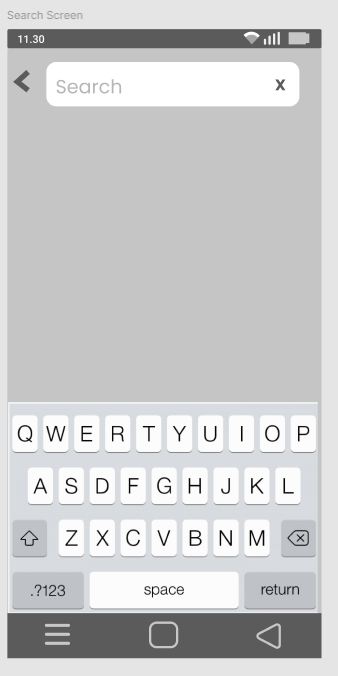 Search Screen
11.30
Search x
Q W E R T Y U I O P
A S D F G H J K L
Z X C V B N M
.?123 space return